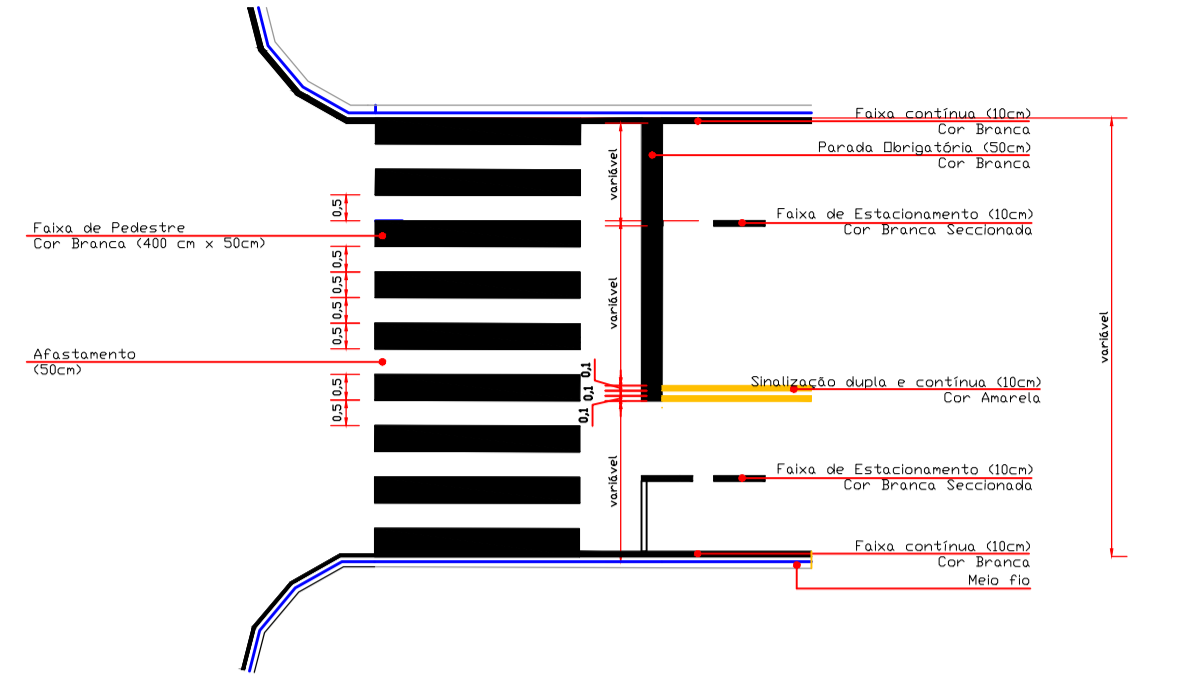 Faixa contínua (10cm)
Cor Branca
Parada Obrigatória (50cm)
Cor Branca
variável
0,5
Faixa de Estacionamento (10cm)
Cor Branca Seccionada
Faixa de Pedestre
Cor Branca (400 cm x 50cm)
0,5
0,5
0,5
0,5
variável
variável
Afastamento
(50cm)
0,1
0,1
0,1
Sinalização dupla e contínua (10cm)
Cor Amarela
0,5
0,5
variável
Faixa de Estacionamento (10cm)
Cor Branca Seccionada
Faixa contínua (10cm)
Cor Branca
Meio fio